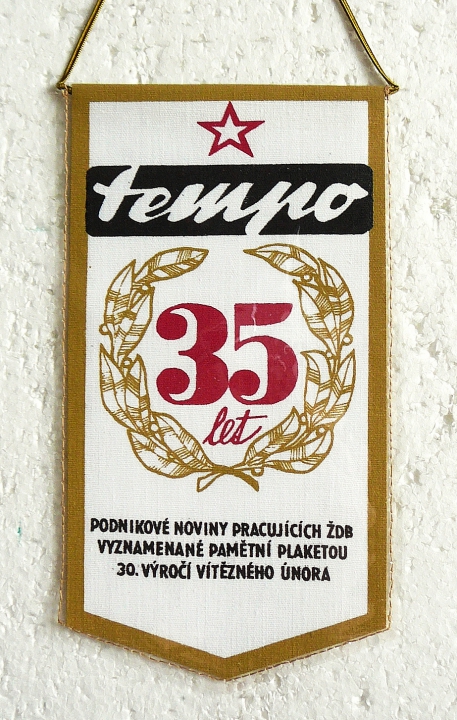 tempo
35
let
PODNIKOVÉ NOVINY PRACUJÍCÍCH ŽDB
VYZNAMENANÉ PAMĚTNÍ PLAKETOU
30. VÝROČÍ VÍTĚZNÉHO ÚNORA